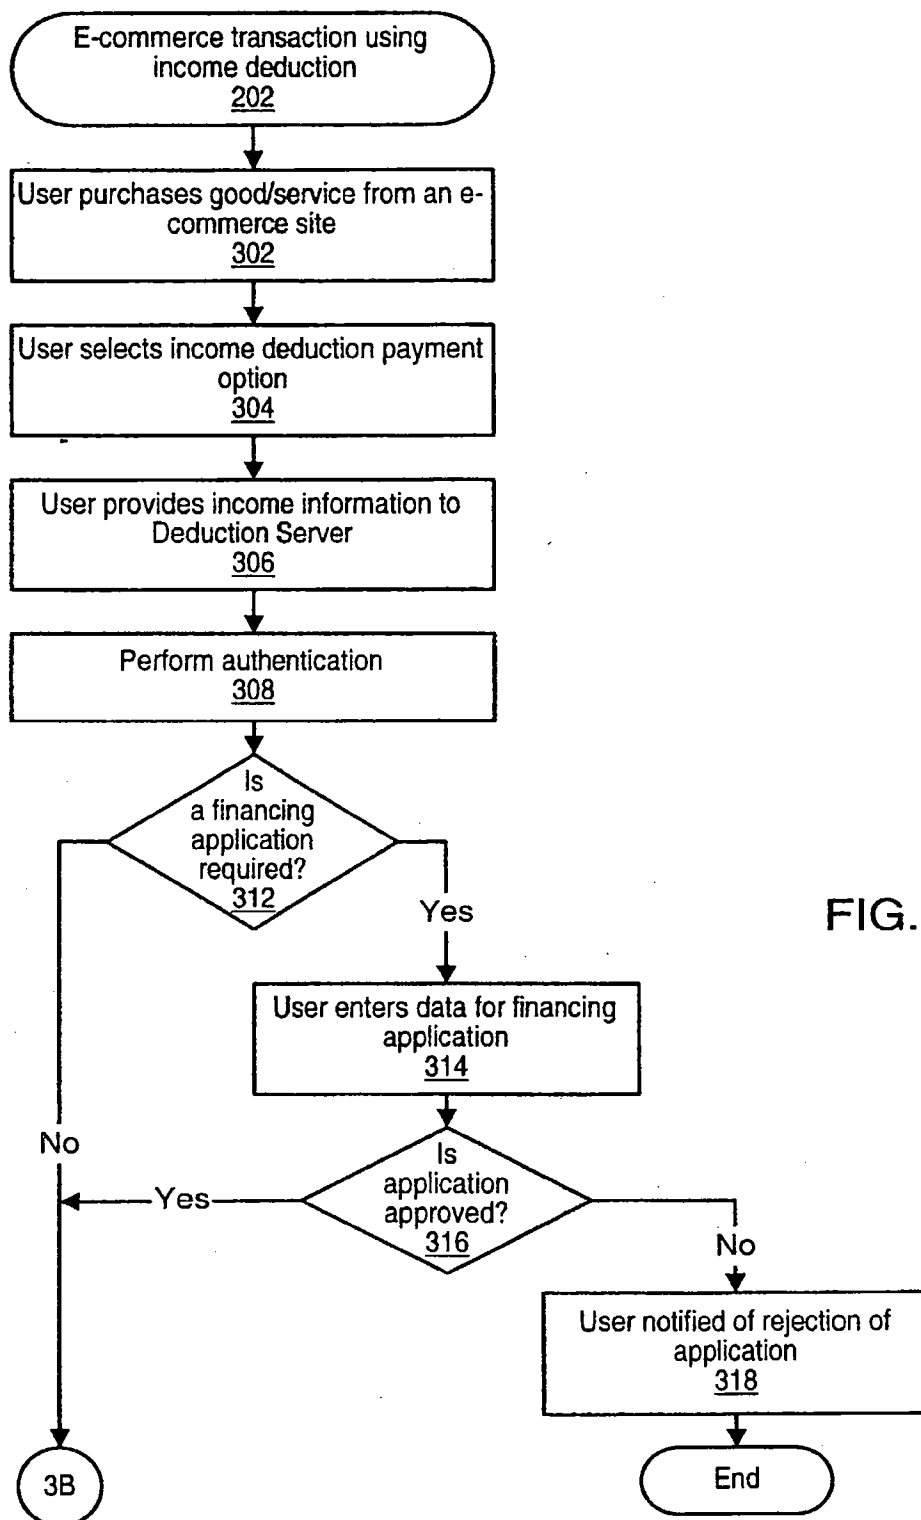 E-commerce transaction using
income deduction
202
User purchases good/service from an e-
commerce site
302
User selects income deduction payment
option
304
User provides income information to
Deduction Server
306
Perform authentication
308
Is
a financing
application
required?
312
Yes
FIG.
User enters data for financing
application
314
No
Is
application
approved?
316
Yes
No
User notified of rejection of
application
318
3B
End